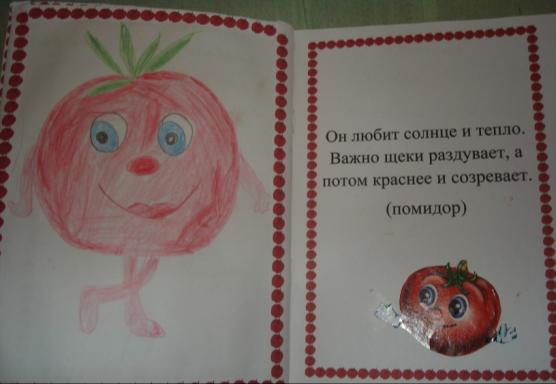 Он любит солнце и тепло.
Важно щеки раздувает, а
потом краснее и созревает.
(помидор)